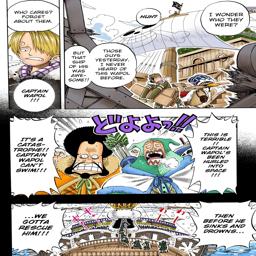 I WONDER
WHO THEY
WERE?
HUH?
THOSE
GUYS
YESTERDAY.
I NEVER
HEARD OF
THIS WAPOL
BEFORE.
BUT
THAT
SHIP OF
HIS WAS
AWE-
SOME!!
WHO CARES?
FORGET
ABOUT THEM.
CAPTAIN
WAPOL
!!!
どよよっ!!
THIS IS
TERRIBLE
!!
CAPTAIN
WAPOL'S
BEEN
HURLED
INTO
SPACE
!!!
IT'S A
CATAS-
TROPHE!!
CAPTAIN
WAPOL
CAN'T
SWIM!!!
THEN
BEFORE HE
SINKS AND
DROWNS...
...WE
GOTTA
RESCUE
HIM!!!